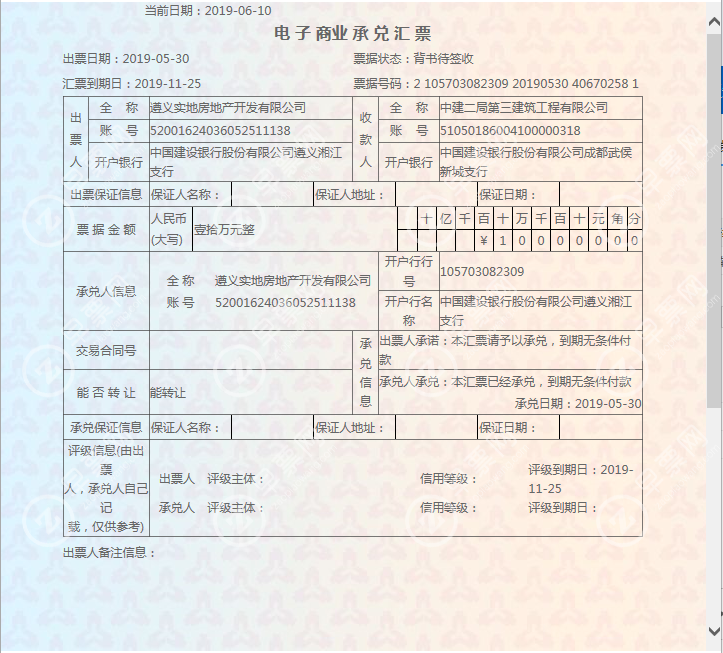 当前日期：2019-06-10
电子商业承兑汇票
出票日期：2019-05-30 票据状态：背书待签收
汇票到期日：2019-11-25 票据号码：2 105703082309 20190530 40670258 1
出票人 全 称 遵义实地房地产开发有限公司 收款人 全 称 中建二局第三建筑工程有限公司
账 号 52001624036052511138 账 号 51050186004100000318
开户银行 中国建设银行股份有限公司遵义湘江 开户银行 中国建设银行股份有限公司成都武侯
支行 新城支行
出票保证信息 保证人名称： 保证人地址： 保证日期：
票据金额 人民币 壹拾万元整 十 亿 千 百 十 万 千 百 十 元 角 分
(大写) ¥ 1 0 0 0 0 0 0 0
承兑人信息 全 称 遵义实地房地产开发有限公司 开户行行 105703082309
号
账 号 52001624036052511138 开户行名 中国建设银行股份有限公司遵义湘江
称 支行
交易合同号 承兑信息 出票人承诺：本汇票请予以承兑，到期无条件付
款
能否转让 能转让 承兑人承兑：本汇票已经承兑，到期无条件付款
承兑日期：2019-05-30
承兑保证信息 保证人名称： 保证人地址： 保证日期：
评级信息(由出
票
人，承兑人自己
记
载，仅供参考)
出票人 评级主体： 信用等级： 评级到期日：2019-
11-25
承兑人 评级主体： 信用等级： 评级到期日：
出票人备注信息：